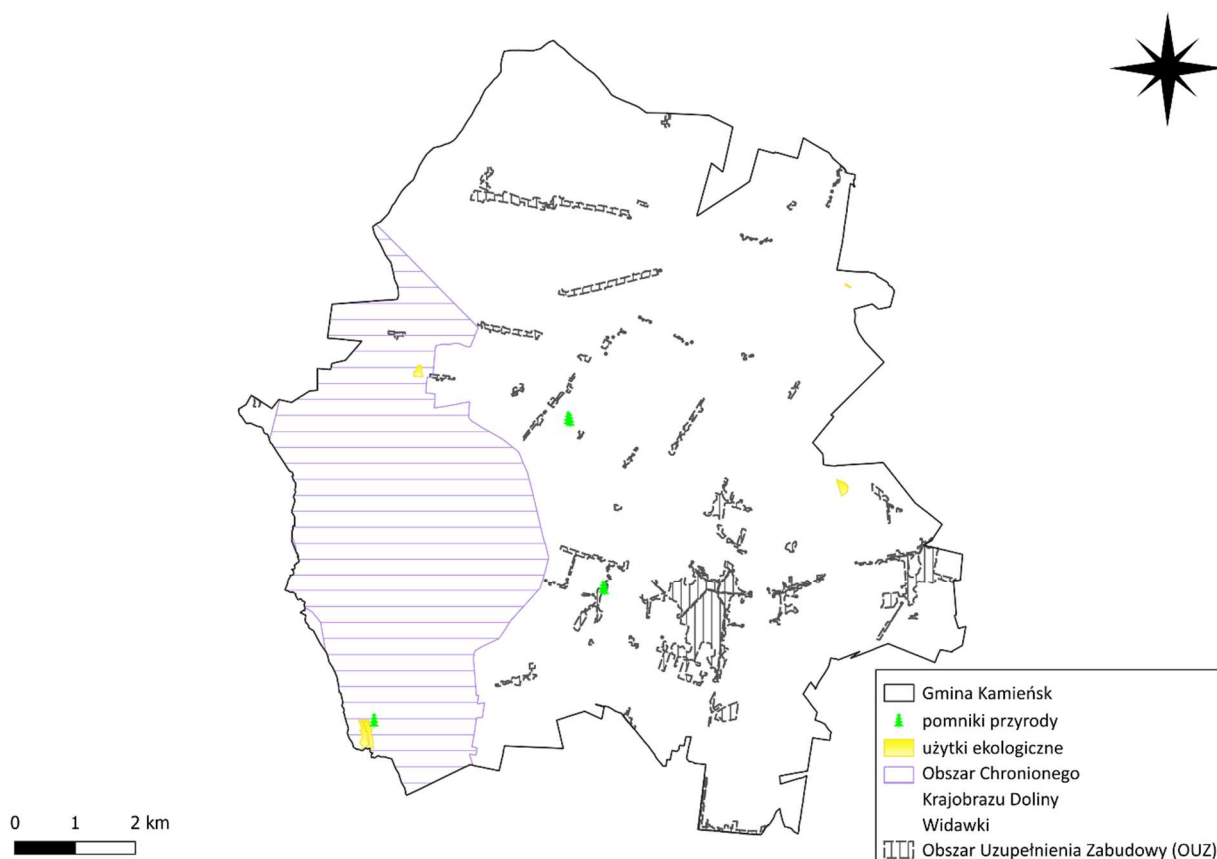 Gmina Kamieńsk
pomniki przyrody
użytki ekologiczne
Obszar Chronionego
Krajobrazu Doliny
Widawki
Obszar Uzupełnienia Zabudowy (OUZ)
0 1 2 km